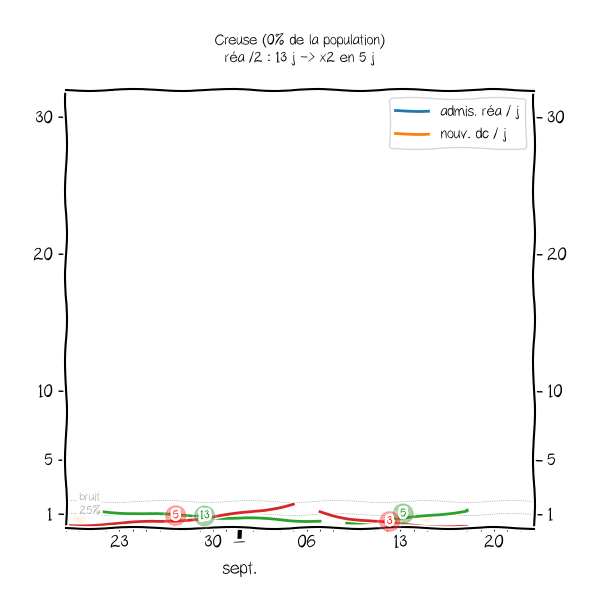 Creuse (0% de la population)
réa /2 : 13 j -> x2 en 5 j
admis. réa / j
nouv. dc / j
30 30
20 20
10 10
5 5
bruit
25%
1 5 13 3 5 1
23 30 1 06 13 20
sept.